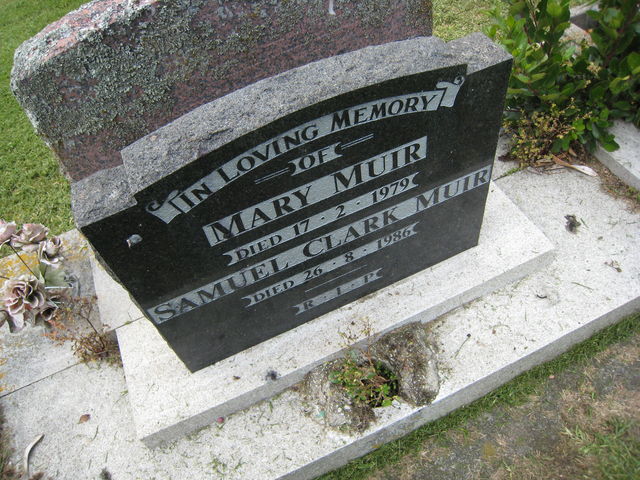 IN LOVING MEMORY
OF
MARY MUIR
DIED 17-2-1979
SAMUEL CLARK MUIR
DIED 26-8-1986
R-I-P